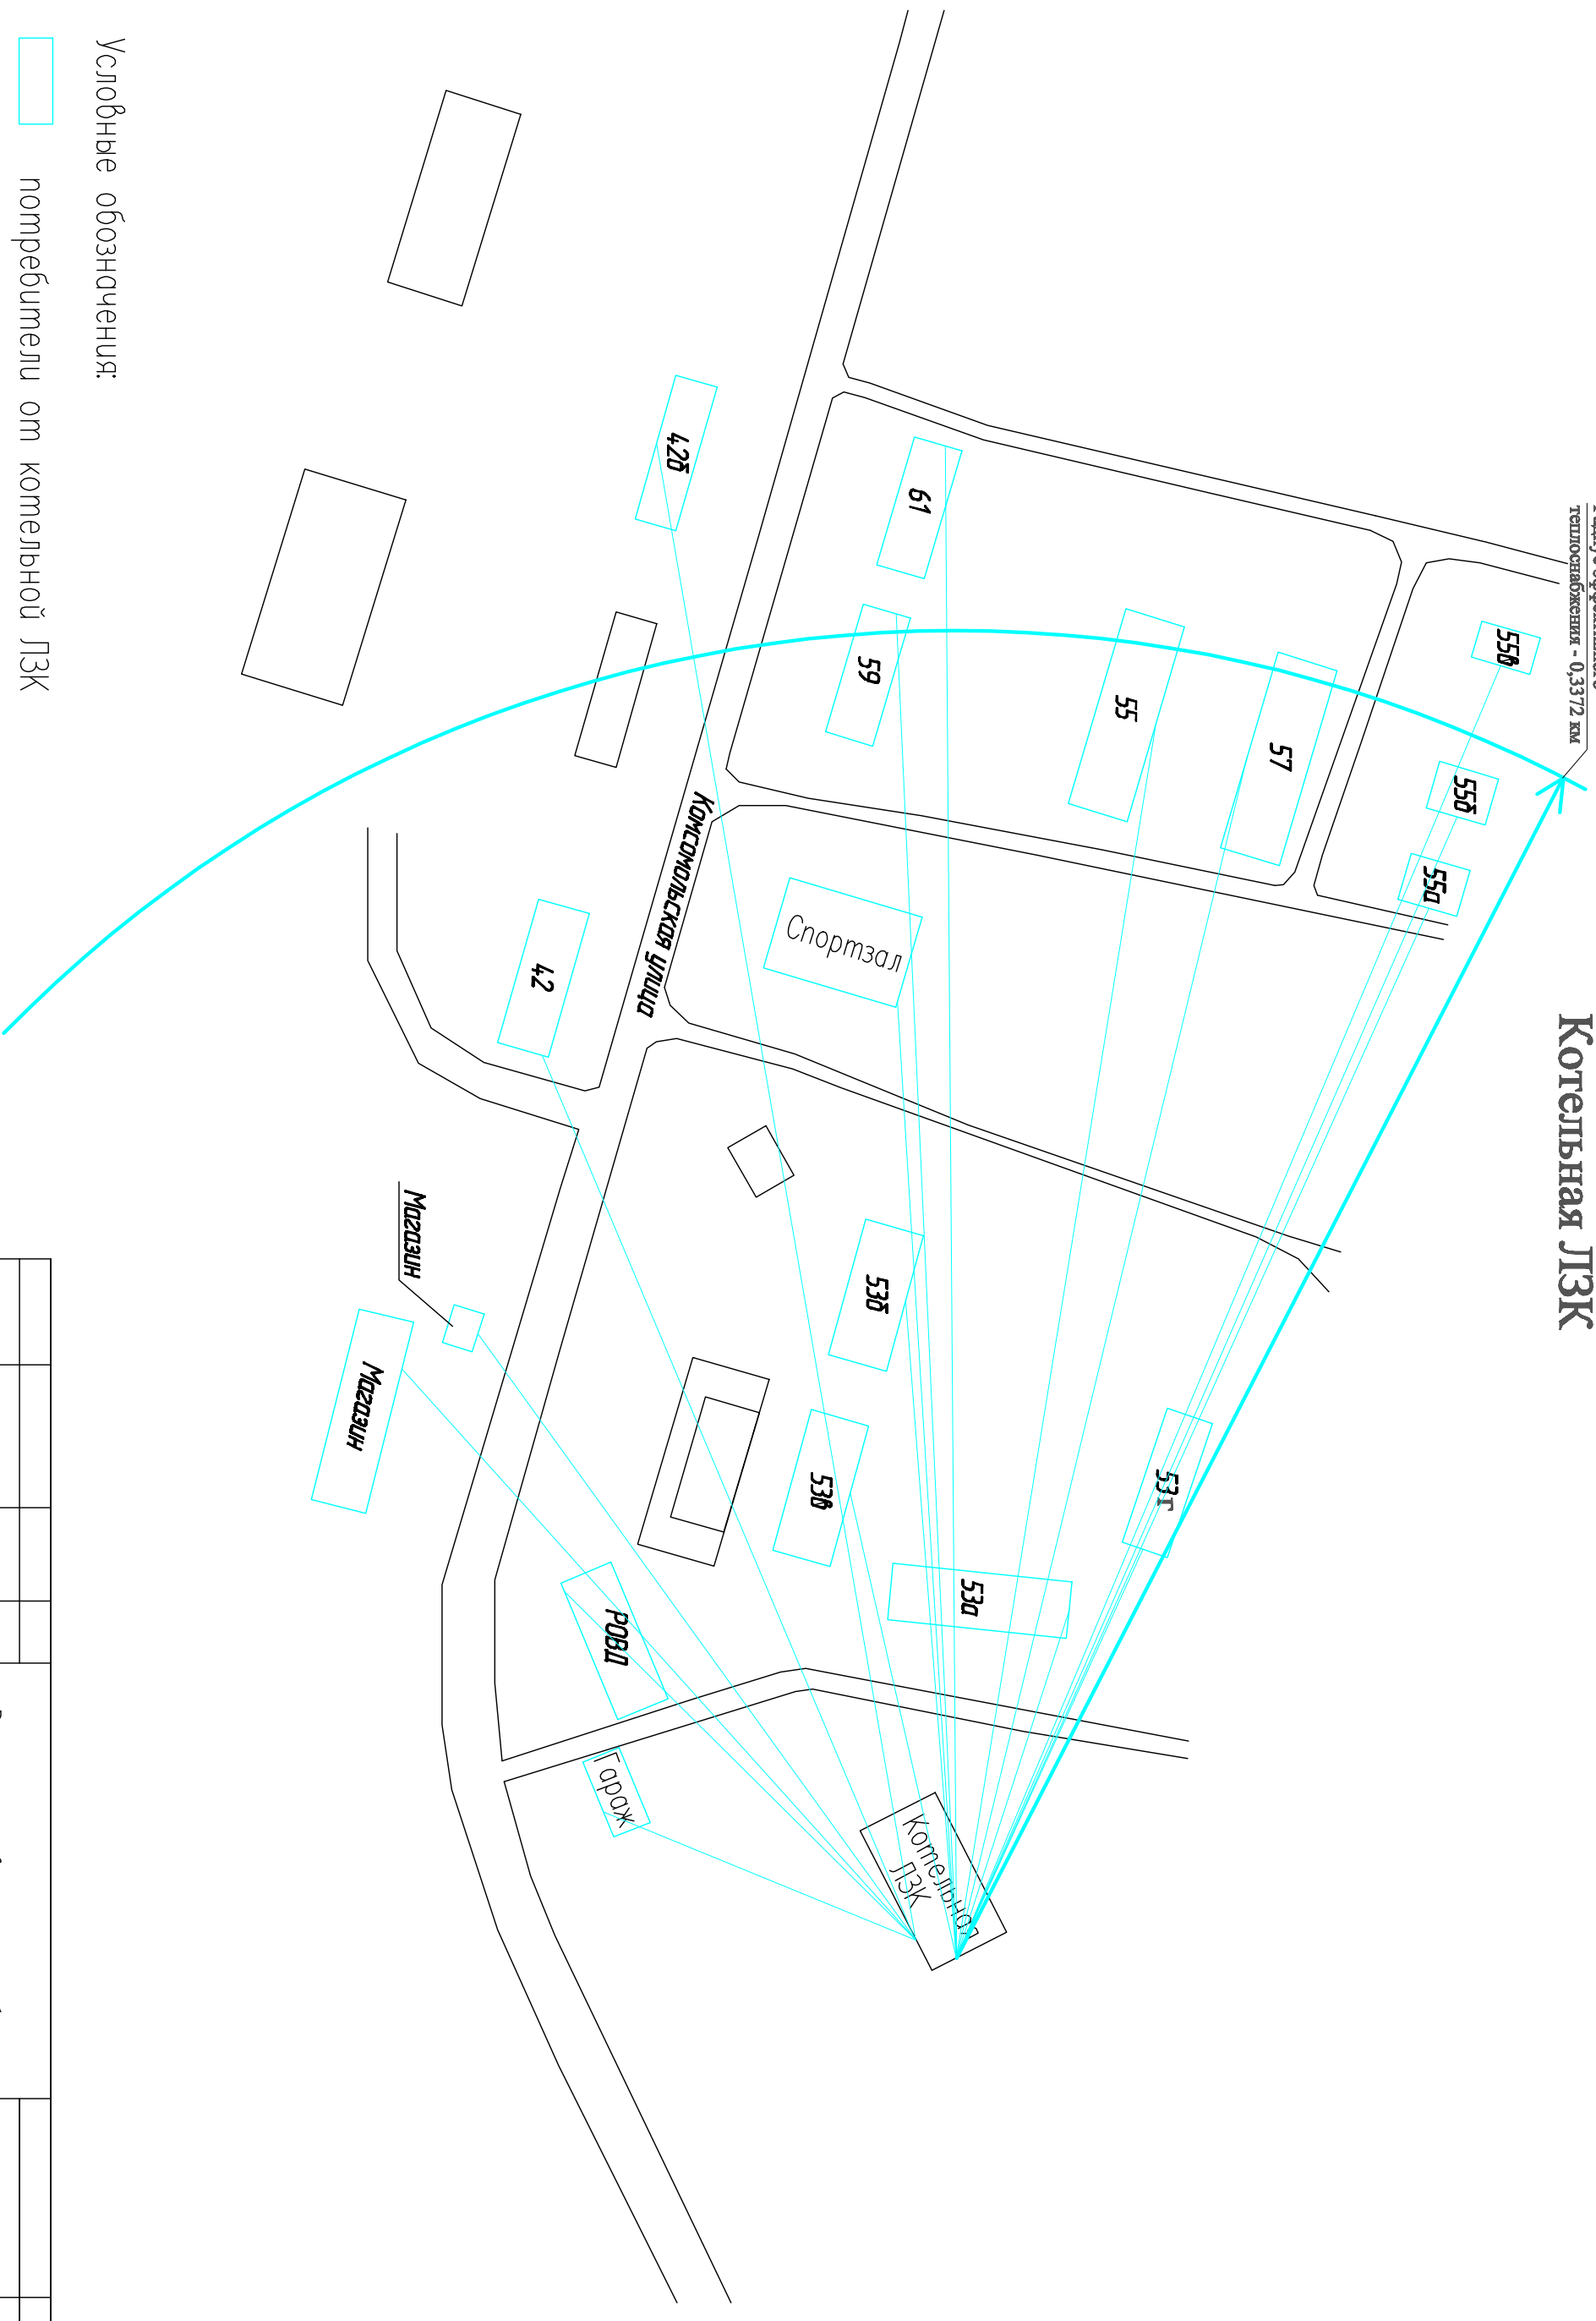 Котельная ЛЗК
теплоснабжения - 0,3372 км
55в
55б
55а
57
55
61
59
42б
Спортзал
Комсомольская улица
42
53г
53б
53в
53а
Магазин
Магазин
РОВД
Гараж
Котельная
ЛЗК
Условные обозначения:
потребители от котельной ЛЗК